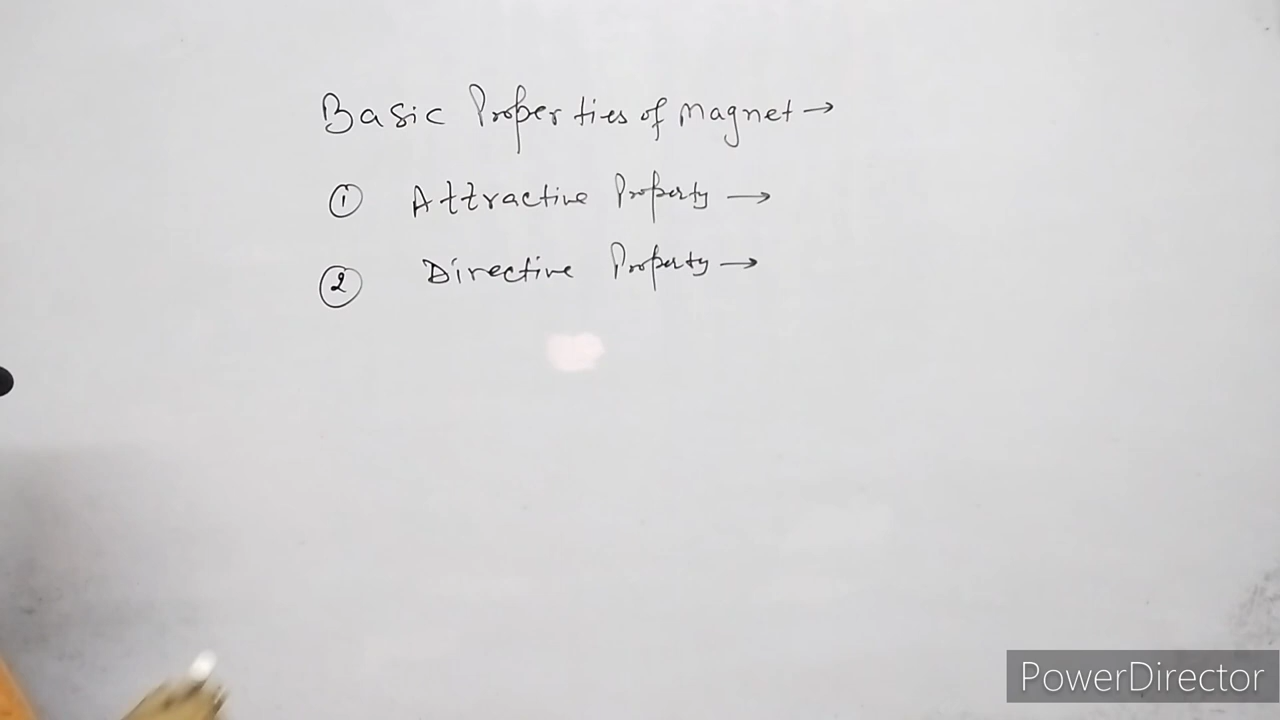 Basic Properties of Magnet →
① Attractive Property →
② Directive Property →
PowerDirector